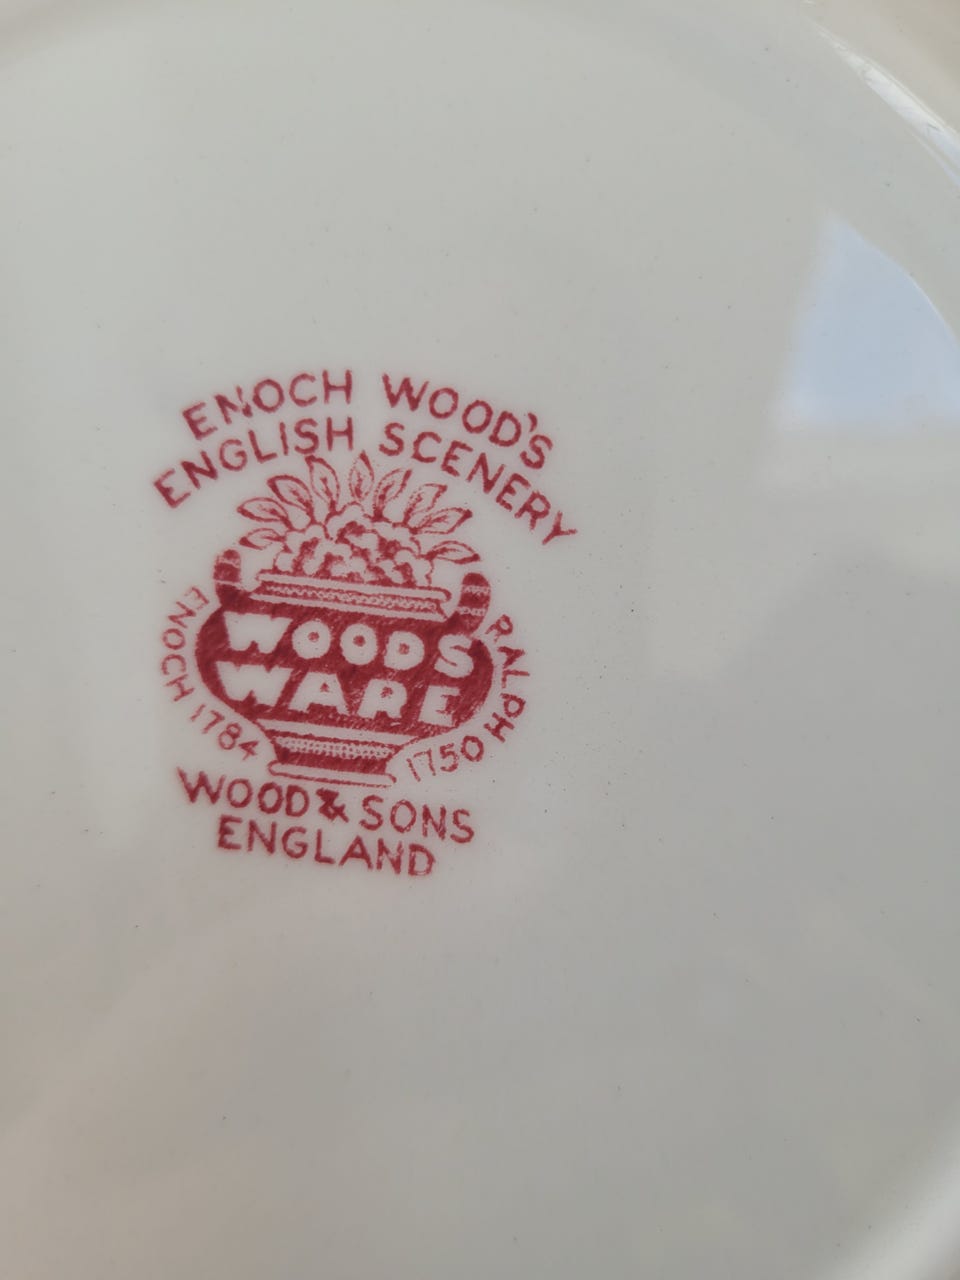 ENOCH WOOD'S
ENGLISH SCENERY
WOODS
WARE
ENOCH 1784
RALPH 1750
WOOD & SONS
ENGLAND